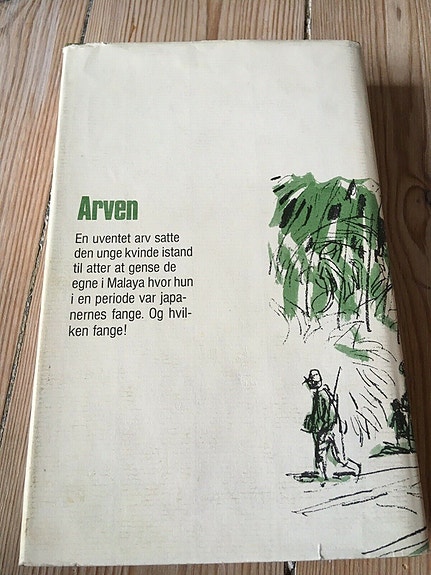 Arven
En uventet arv satte
den unge kvinde istand
til atter at gense de
egne i Malaya hvor hun
i en periode var japa-
nernes fange. Og hvil-
ken fange!